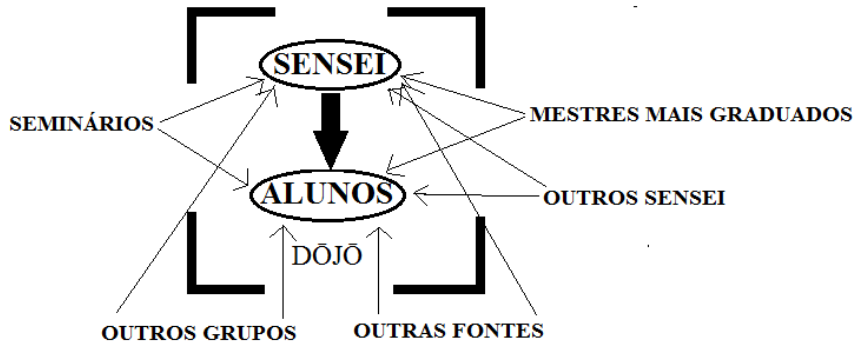 SENSEI
SEMINÁRIOS
MESTRES MAIS GRADUADOS
ALUNOS
OUTROS SENSEI
DŌJŌ
OUTROS GRUPOS
OUTRAS FONTES